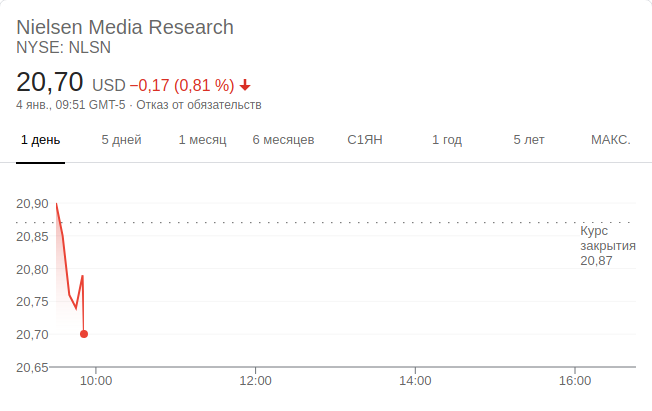 Nielsen Media Research
NYSE: NLSN
20,70 USD −0,17 (0,81 %)
4 янв., 09:51 GMT-5 · Отказ от обязательств
1 день 5 дней 1 месяц 6 месяцев С1ЯН 1 год 5 лет МАКС.
20,90
20,85
20,80
20,75
20,70
20,65
Курс
закрытия
20,87
10:00 12:00 14:00 16:00